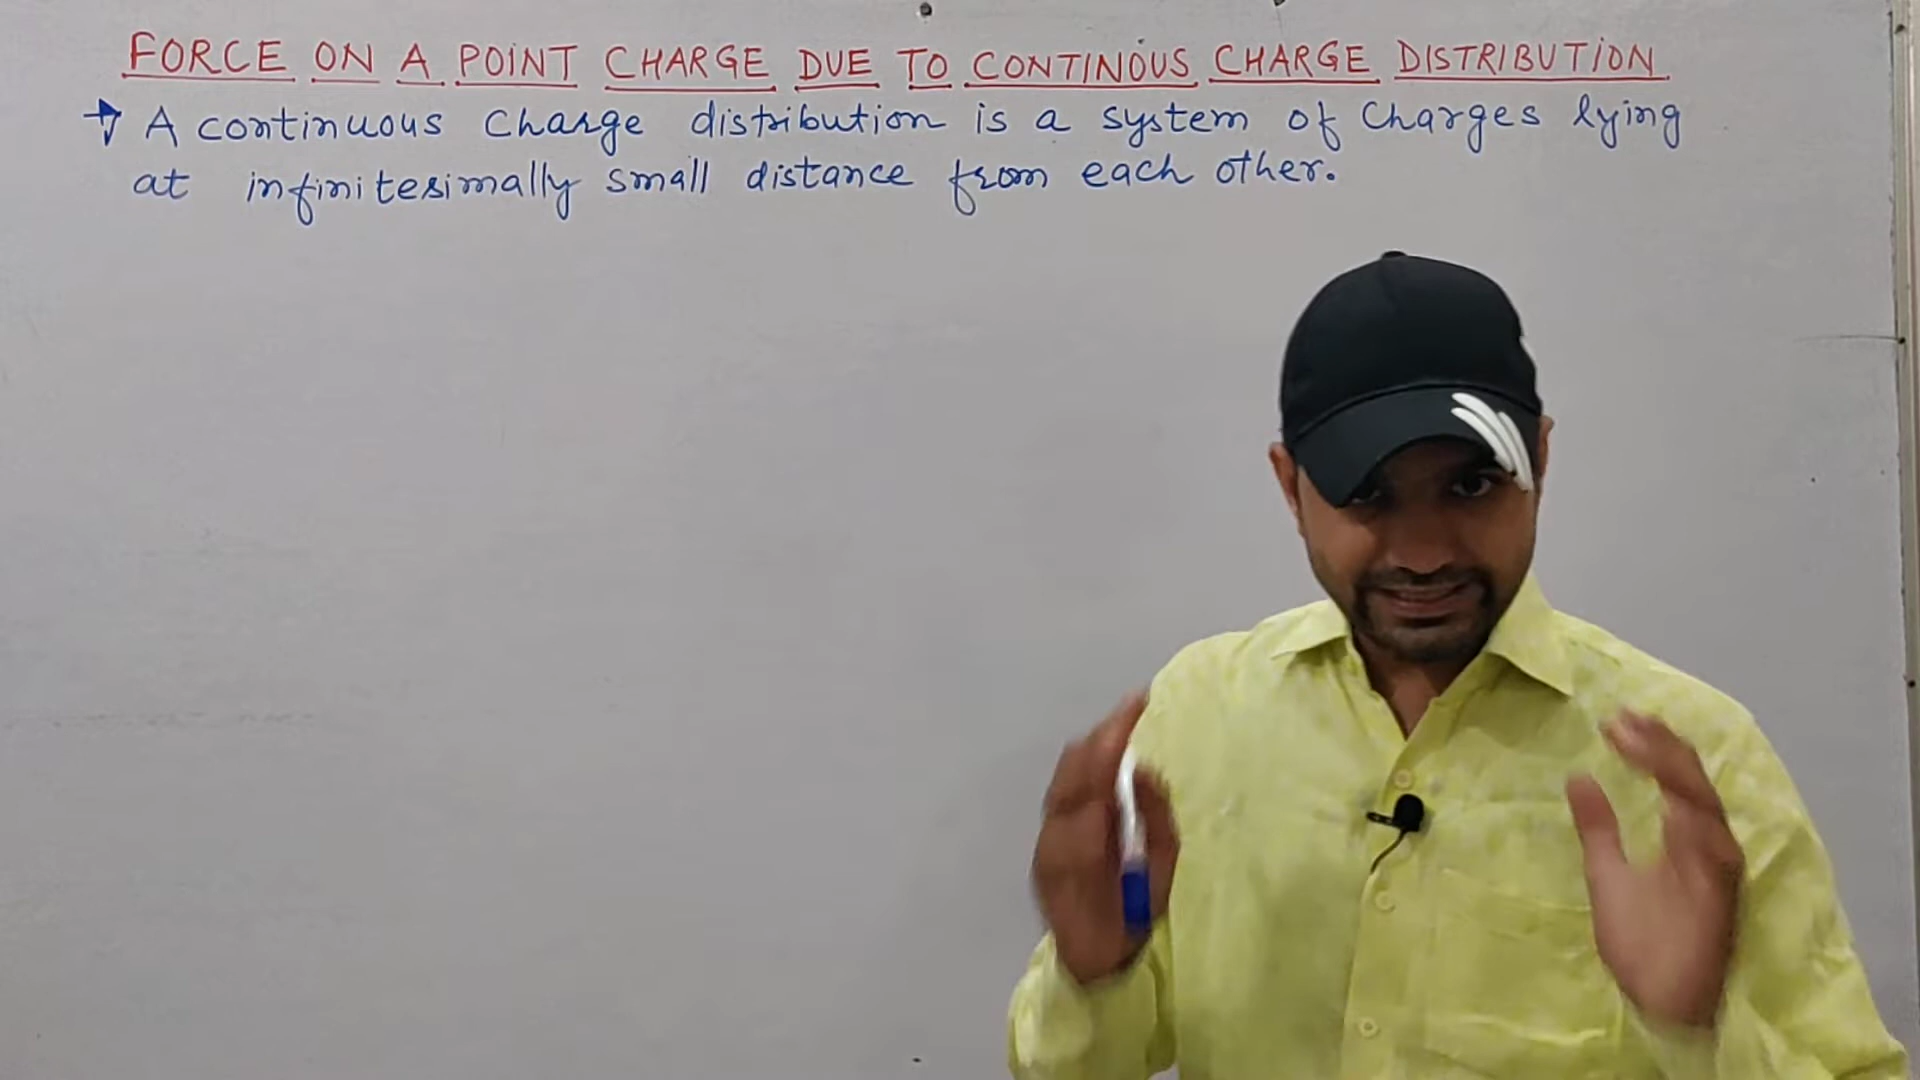 FORCE ON A POINT CHARGE DUE TO CONTINOUS CHARGE DISTRIBUTION
→ A continuous Charge distribution is a system of Charges lying
at infinitesimally small distance from each other.